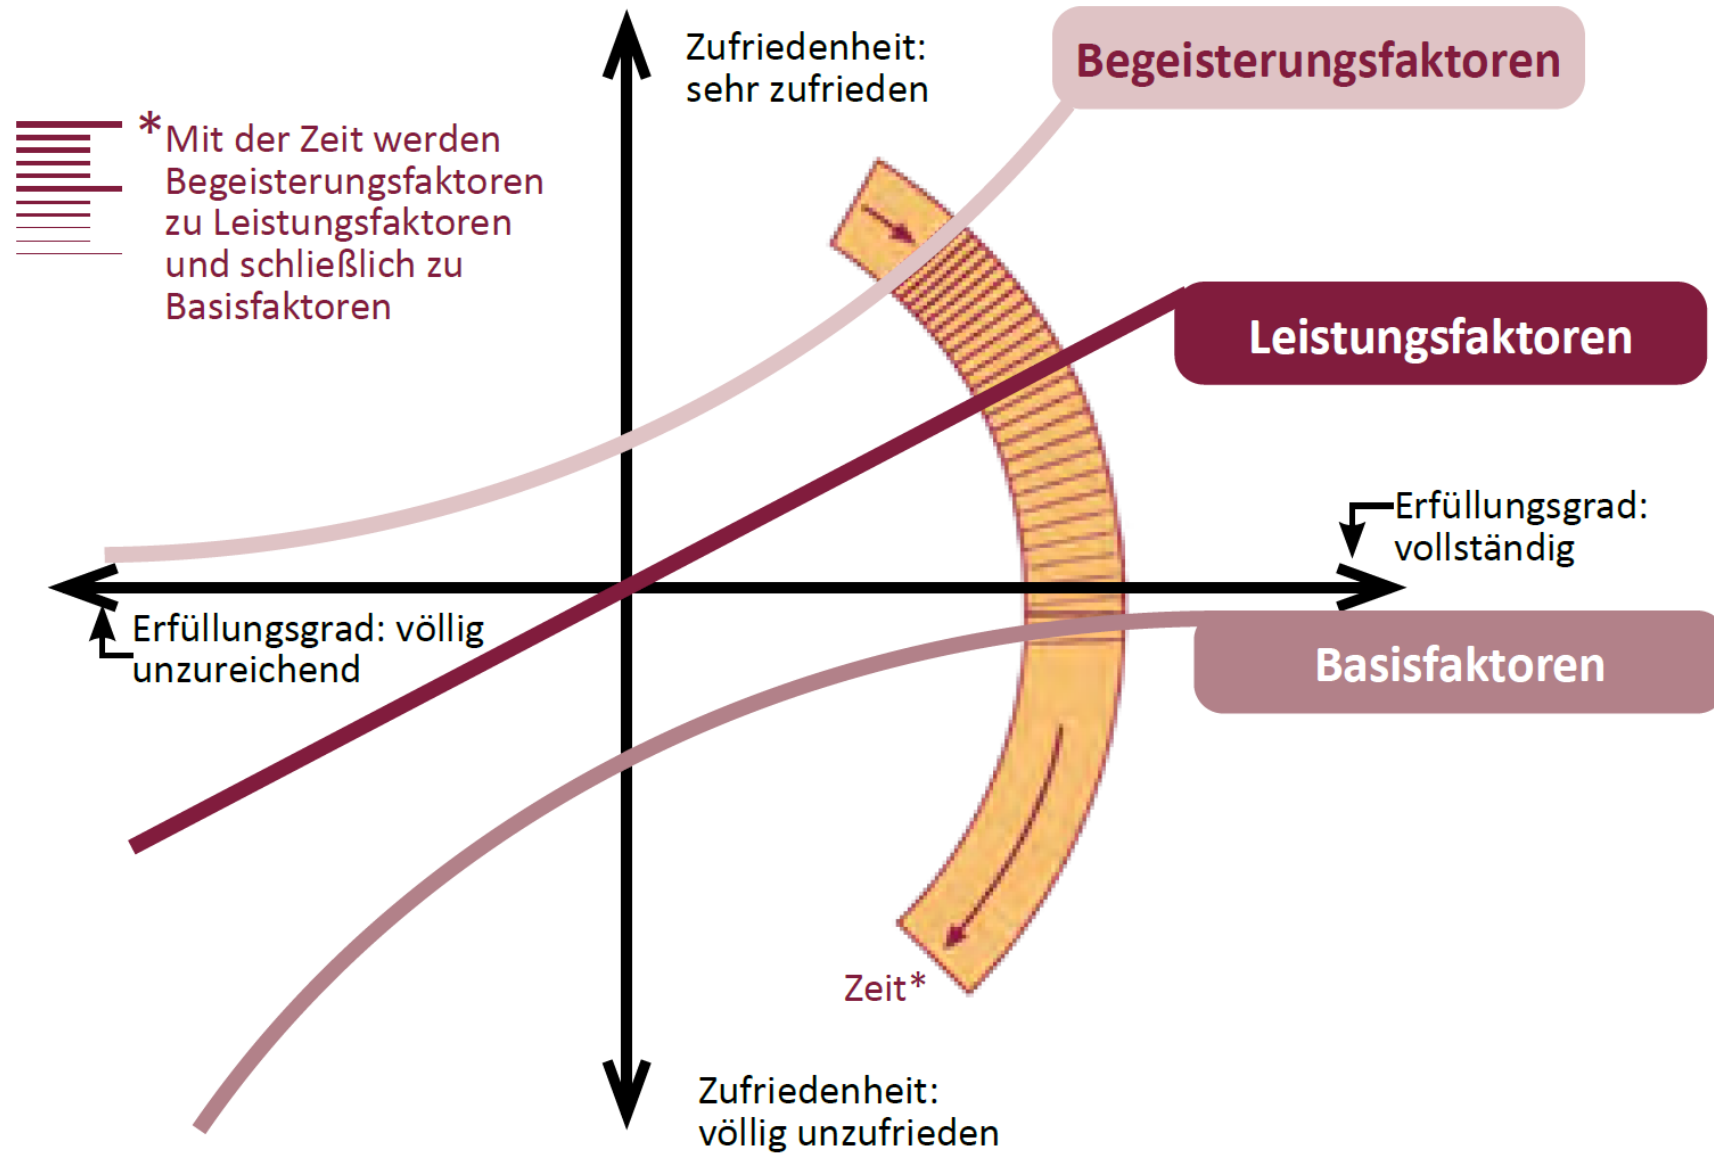 Zufriedenheit:
sehr zufrieden
Begeisterungsfaktoren
*Mit der Zeit werden
Begeisterungsfaktoren
zu Leistungsfaktoren
und schließlich zu
Basisfaktoren
Leistungsfaktoren
Erfüllungsgrad:
vollständig
Erfüllungsgrad: völlig
unzureichend
Basisfaktoren
Zeit*
Zufriedenheit:
völlig unzufrieden